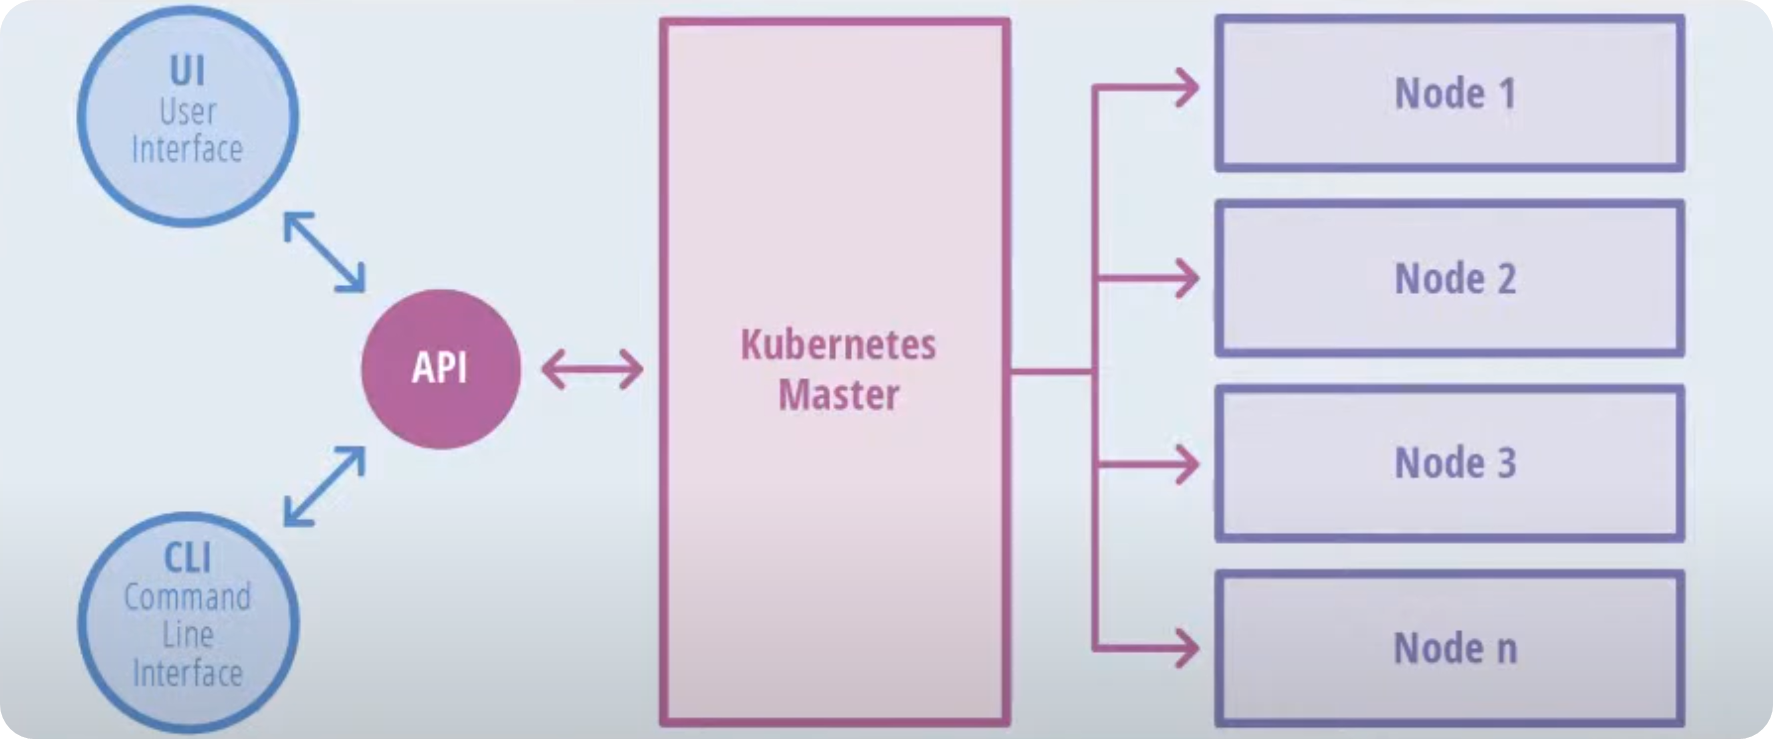 UI
User
Interface
API
CLI
Command
Line
Interface
Kubernetes
Master
Node 1
Node 2
Node 3
Node n